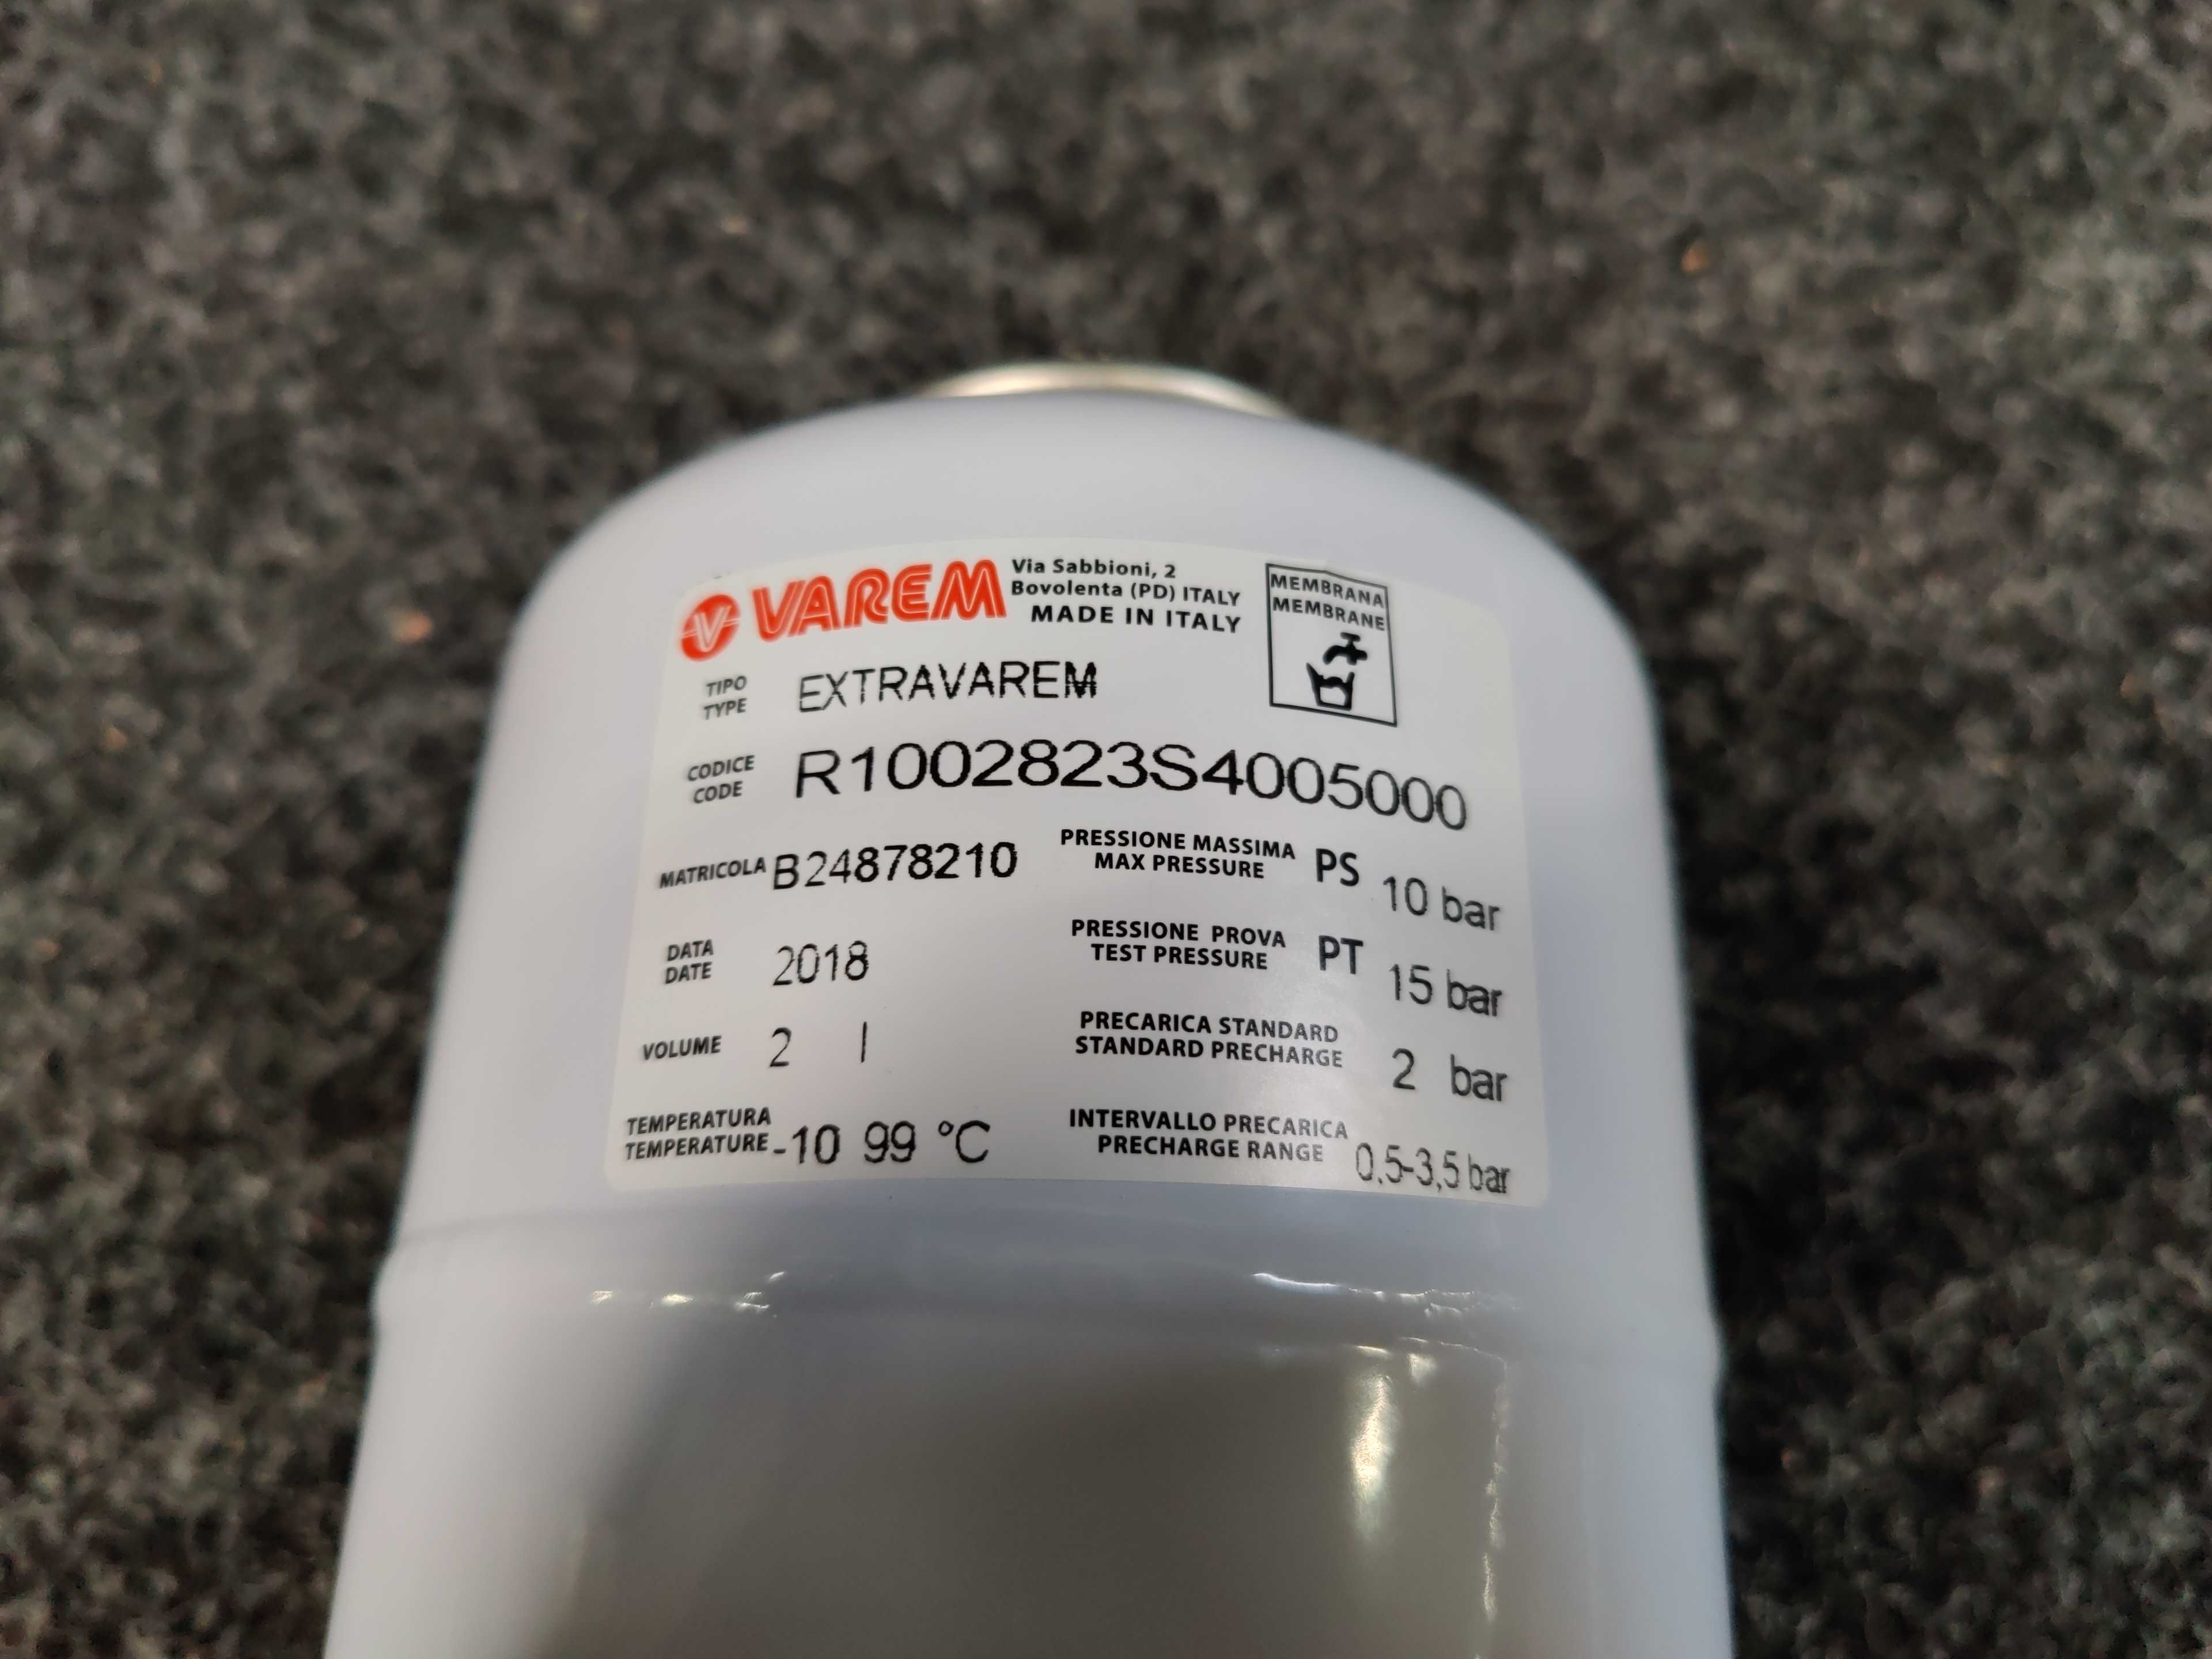 VAREM
Via Sabbioni, 2
Bovolenta (PD) ITALY
MADE IN ITALY
MEMBRANA
MEMBRANE
TIPO
TYPE
EXTRAVAREM
CODICE
CODE
R1002823S4005000
MATRICOLA B24878210
PRESSIONE MASSIMA
MAX PRESSURE
PS 10 bar
DATA
DATE
2018
PRESSIONE PROVA
TEST PRESSURE
PT 15 bar
VOLUME 2 l
PRECARICA STANDARD
STANDARD PRECHARGE
2 bar
TEMPERATURA
TEMPERATURE
-10 99 °C
INTERVALLO PRECARICA
PRECHARGE RANGE
0,5-3,5 bar